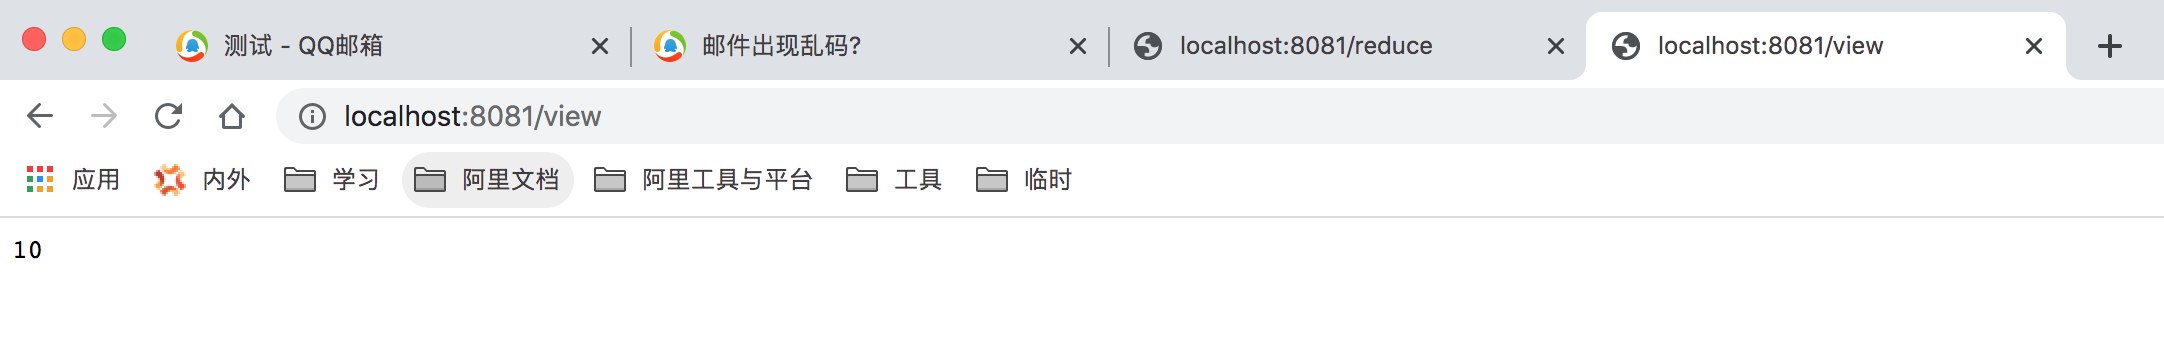 测试 - QQ邮箱 邮件出现乱码? localhost:8081/reduce localhost:8081/view
localhost:8081/view
应用 内外 学习 阿里文档 阿里工具与平台 工具 临时
10